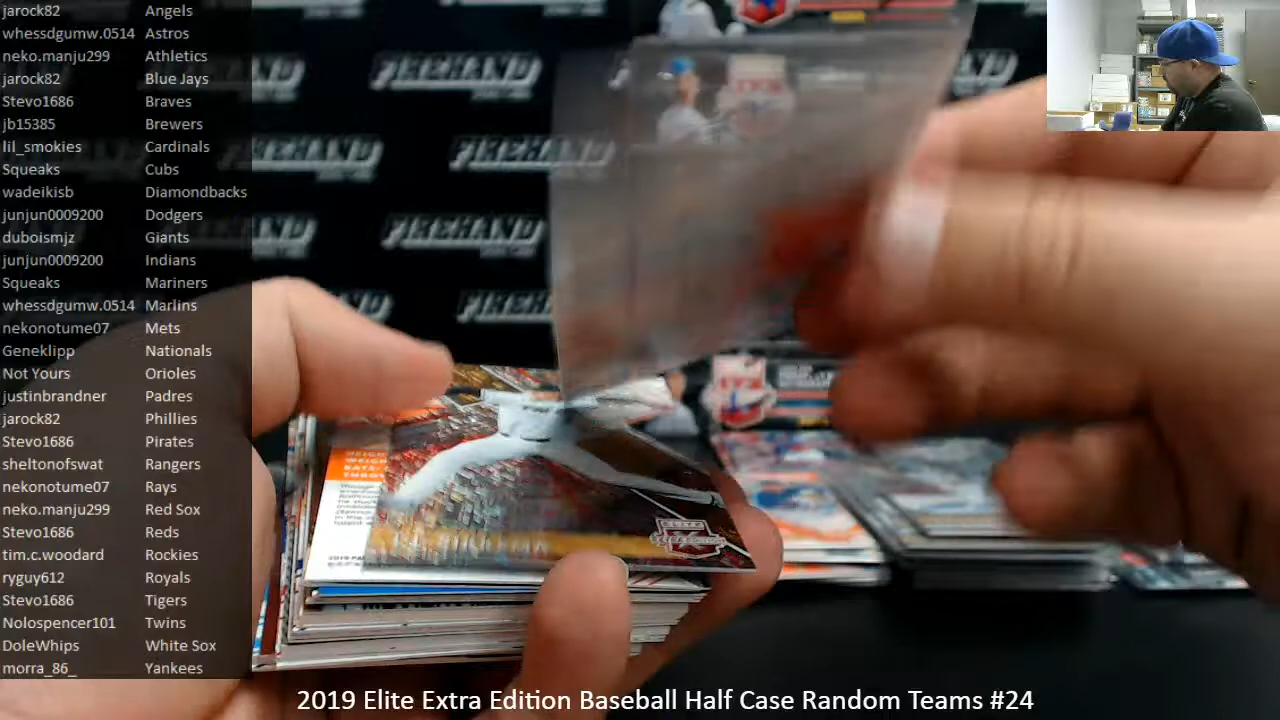 jarock82 Angels
whessdgumw.0514 Astros
neko.manju299 Athletics
jarock82 Blue Jays
Stevo1686 Braves
jb15385 Brewers
lil_smokies Cardinals
Squeaks Cubs
wadeikisb Diamondbacks
junjun0009200 Dodgers
duboismjz Giants
junjun0009200 Indians
Squeaks Mariners
whessdgumw.0514 Marlins
nekonotume07 Mets
Geneklipp Nationals
Not Yours Orioles
justinbrandner Padres
jarock82 Phillies
Stevo1686 Pirates
sheltonofswat Rangers
nekonotume07 Rays
neko.manju299 Red Sox
Stevo1686 Reds
tim.c.woodard Rockies
ryguy612 Royals
Stevo1686 Tigers
Nolospencer101 Twins
DoleWhips White Sox
morra_86_ Yankees
FIREHAND
FIREHAND
FIREHAND
FIREHAND
ELITE
2019 Elite Extra Edition Baseball Half Case Random Teams #24